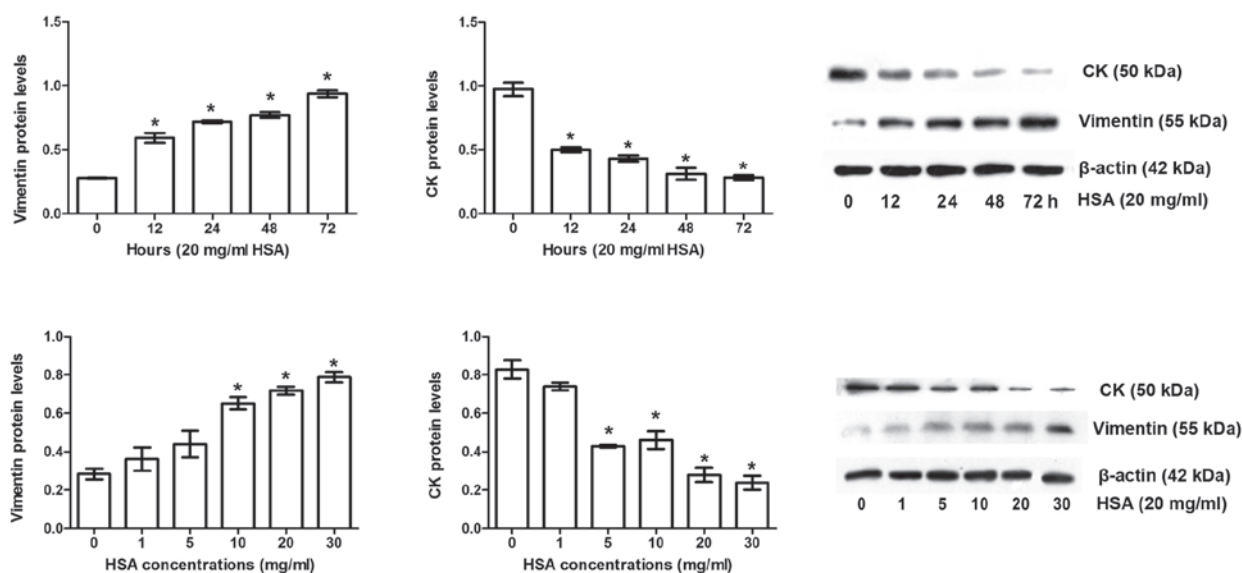 Vimentin protein levels
1.5
1.0
0.5
0.0
*
*
*
*
0 12 24 48 72
Hours (20 mg/ml HSA)
CK protein levels
1.5
1.0
0.5
0.0
*
*
*
*
0 12 24 48 72
Hours (20 mg/ml HSA)
CK (50 kDa)
Vimentin (55 kDa)
β-actin (42 kDa)
0 12 24 48 72 h HSA (20 mg/ml)
Vimentin protein levels
1.0
0.8
0.6
0.4
0.2
0.0
*
*
*
0 1 5 10 20 30
HSA concentrations (mg/ml)
CK protein levels
1.0
0.8
0.6
0.4
0.2
0.0
*
*
*
*
0 1 5 10 20 30
HSA concentrations (mg/ml)
CK (50 kDa)
Vimentin (55 kDa)
β-actin (42 kDa)
0 1 5 10 20 30 HSA (20 mg/ml)